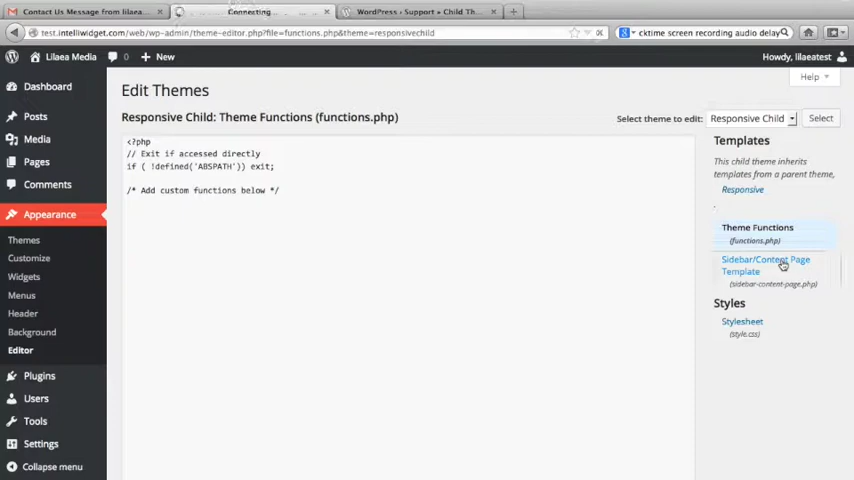 Contact Us Message from lilaea...
Connecting...
WordPress › Support » Child Th...
test.intelliwidget.com/web/wp-admin/theme-editor.php?file=functions.php&theme=responsivechild
cktime screen recording audio delay
Lilaea Media
0
+ New
Howdy, lilaeatest
Dashboard
Posts
Media
Pages
Comments
Appearance
Themes
Customize
Widgets
Menus
Header
Background
Editor
Plugins
Users
Tools
Settings
Collapse menu
Help
Edit Themes
Responsive Child: Theme Functions (functions.php)
Select theme to edit:
Responsive Child
Select
<?php
// Exit if accessed directly
if ( !defined('ABSPATH')) exit;
/* Add custom functions below */
Templates
This child theme inherits
templates from a parent theme,
Responsive
.
Theme Functions
(functions.php)
Sidebar/Content Page
Template
(sidebar-content-page.php)
Styles
Stylesheet
(style.css)